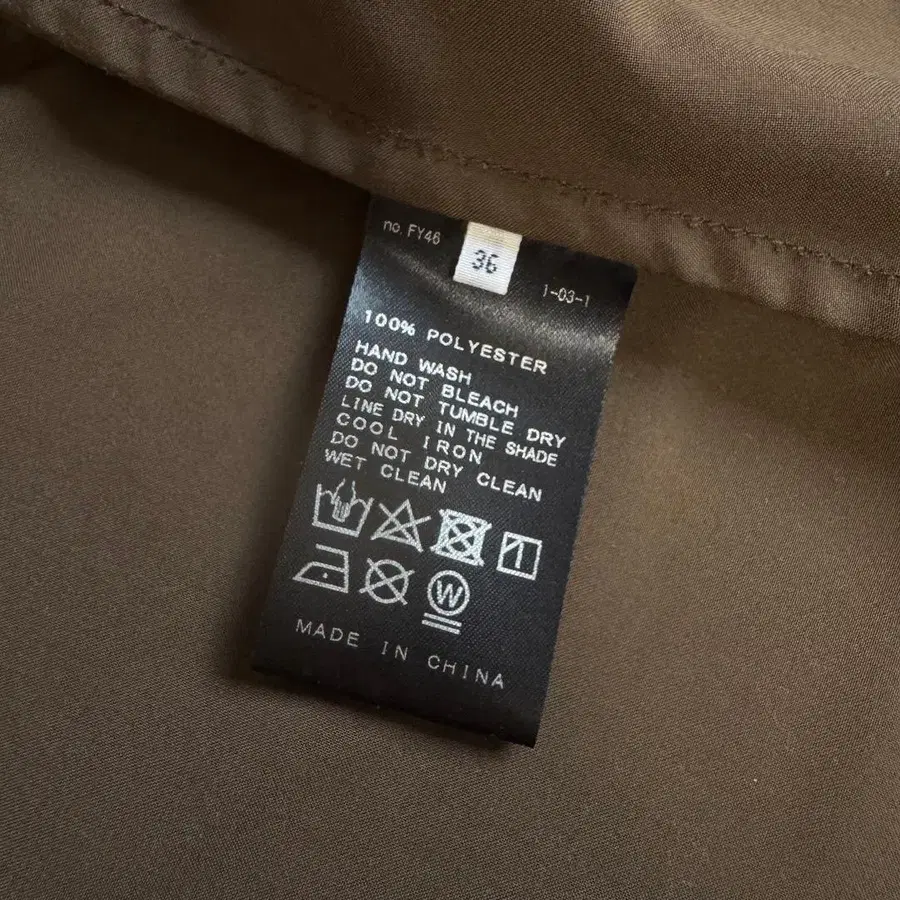 no. FY46
36
1-03-1
100% POLYESTER
HAND WASH
DO NOT BLEACH
DO NOT TUMBLE DRY
LINE DRY IN THE SHADE
COOL IRON
DO NOT DRY CLEAN
WET CLEAN
W
MADE IN CHINA